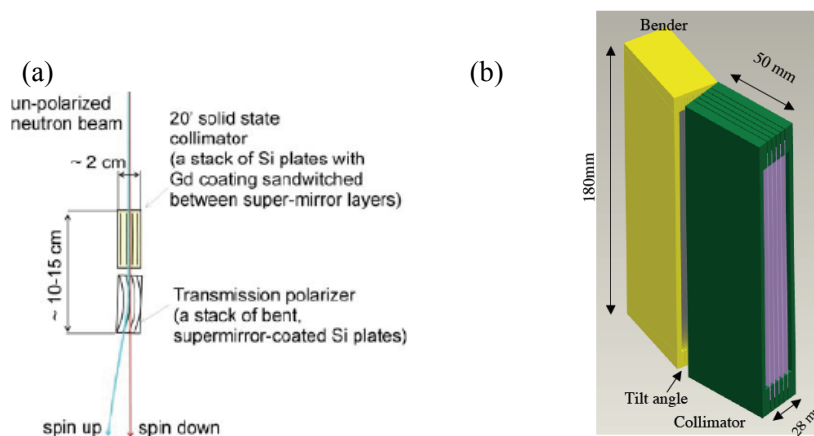 (a)
un-polarized
neutron beam
~ 2 cm
20' solid state
collimator
(a stack of Si plates with
Gd coating sandwitched
between super-mirror layers)
~ 10-15 cm
Transmission polarizer
(a stack of bent,
supermirror-coated Si plates)
spin up
spin down
(b)
Bender
50 mm
180mm
Tilt angle
Collimator
28 m